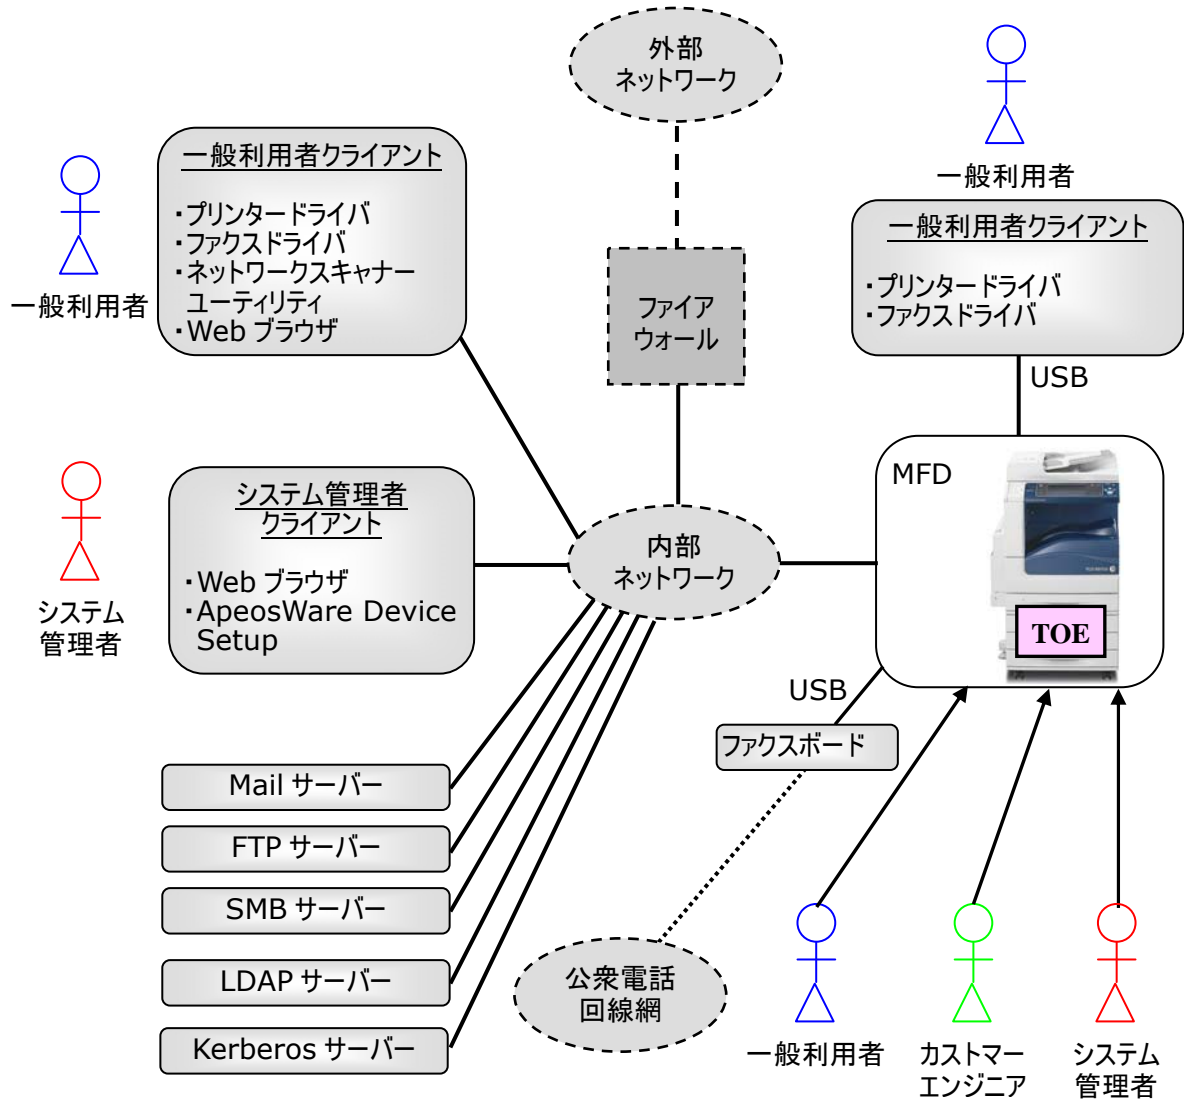 外部
ネットワーク
一般利用者
一般利用者クライアント
・プリンタードライバ
・ファクスドライバ
・ネットワークスキャナー
ユーティリティ
・Web ブラウザ
一般利用者
一般利用者クライアント
・プリンタードライバ
・ファクスドライバ
ファイア
ウォール
USB
MFD
TOE
システム管理者
クライアント
・Web ブラウザ
・ApeosWare Device
Setup
システム
管理者
内部
ネットワーク
USB
ファクスボード
Mail サーバー
FTP サーバー
SMB サーバー
LDAP サーバー
Kerberos サーバー
公衆電話
回線網
一般利用者
カストマー
エンジニア
システム
管理者